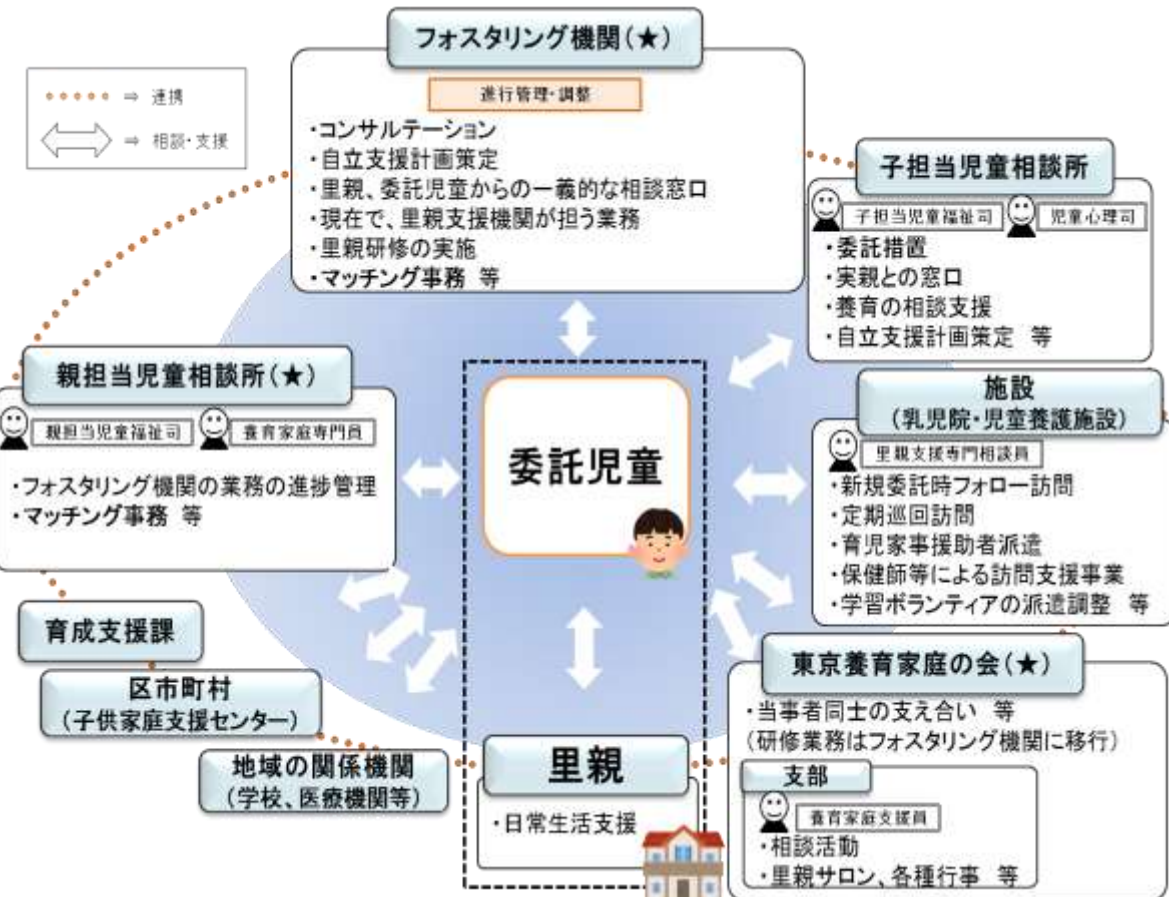 フォスタリング機関(★)
進行管理・調整
・コンサルテーション
・自立支援計画策定
・里親、委託児童からの一義的な相談窓口
・現在で、里親支援機関が担う業務
・里親研修の実施
・マッチング事務 等
⇒ 連携
⇒ 相談・支援
子担当児童相談所
子担当児童福祉司
児童心理司
・委託措置
・実親との窓口
・養育の相談支援
・自立支援計画策定 等
親担当児童相談所(★)
親担当児童福祉司
養育家庭専門員
・フォスタリング機関の業務の進捗管理
・マッチング事務 等
委託児童
施設
(乳児院・児童養護施設)
里親支援専門相談員
・新規委託時フォロー訪問
・定期巡回訪問
・育児家事援助者派遣
・保健師等による訪問支援事業
・学習ボランティアの派遣調整 等
育成支援課
区市町村
(子供家庭支援センター)
地域の関係機関
(学校、医療機関等)
里親
・日常生活支援
東京養育家庭の会(★)
・当事者同士の支え合い 等
(研修業務はフォスタリング機関に移行)
支部
養育家庭支援員
・相談活動
・里親サロン、各種行事 等